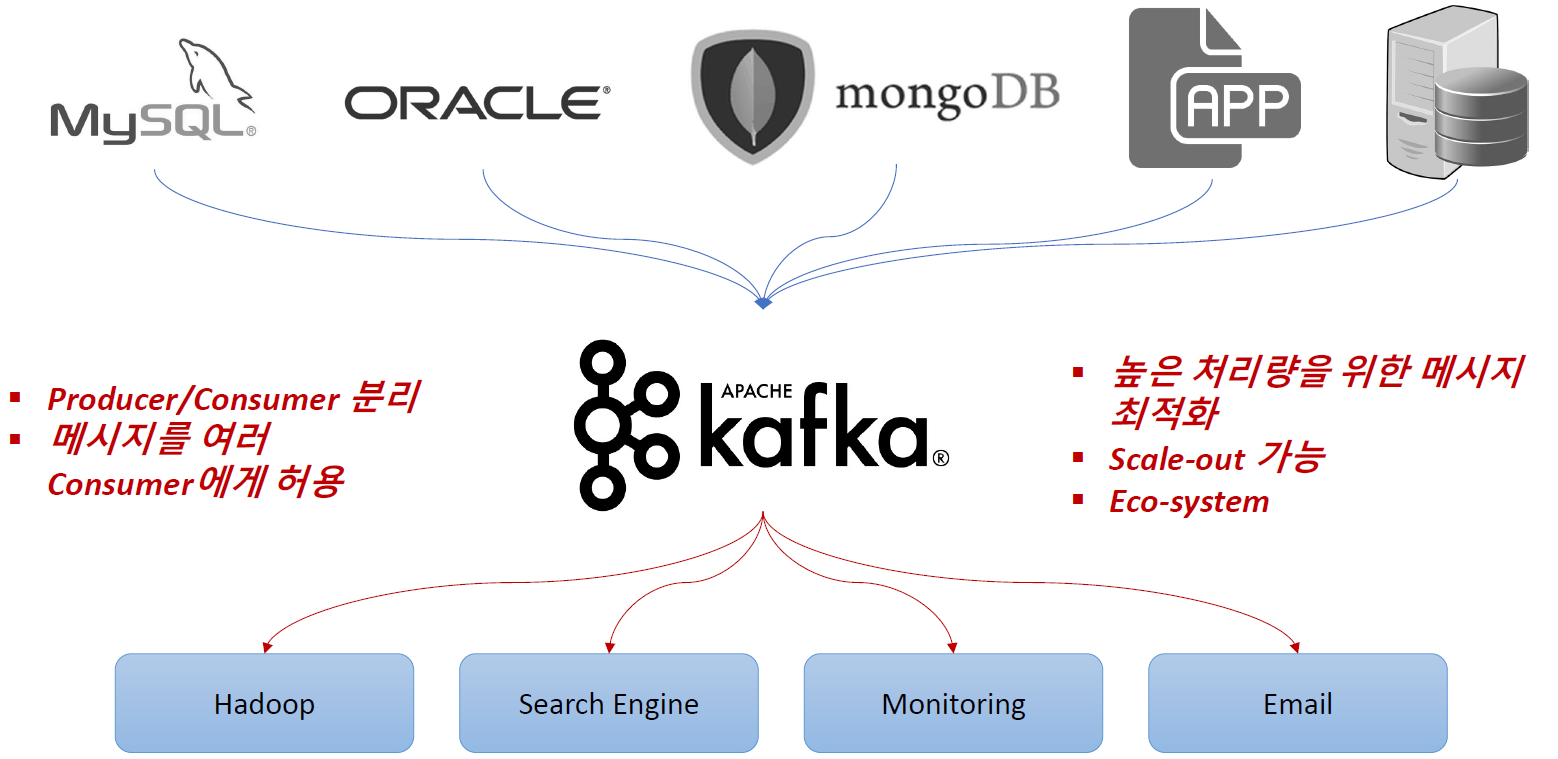 MySQL®
ORACLE®
mongoDB
APP
Producer/Consumer 분리
메시지를 여러
Consumer에게 허용
APACHE
kafka®
높은 처리량을 위한 메시지
최적화
Scale-out 가능
Eco-system
Hadoop
Search Engine
Monitoring
Email